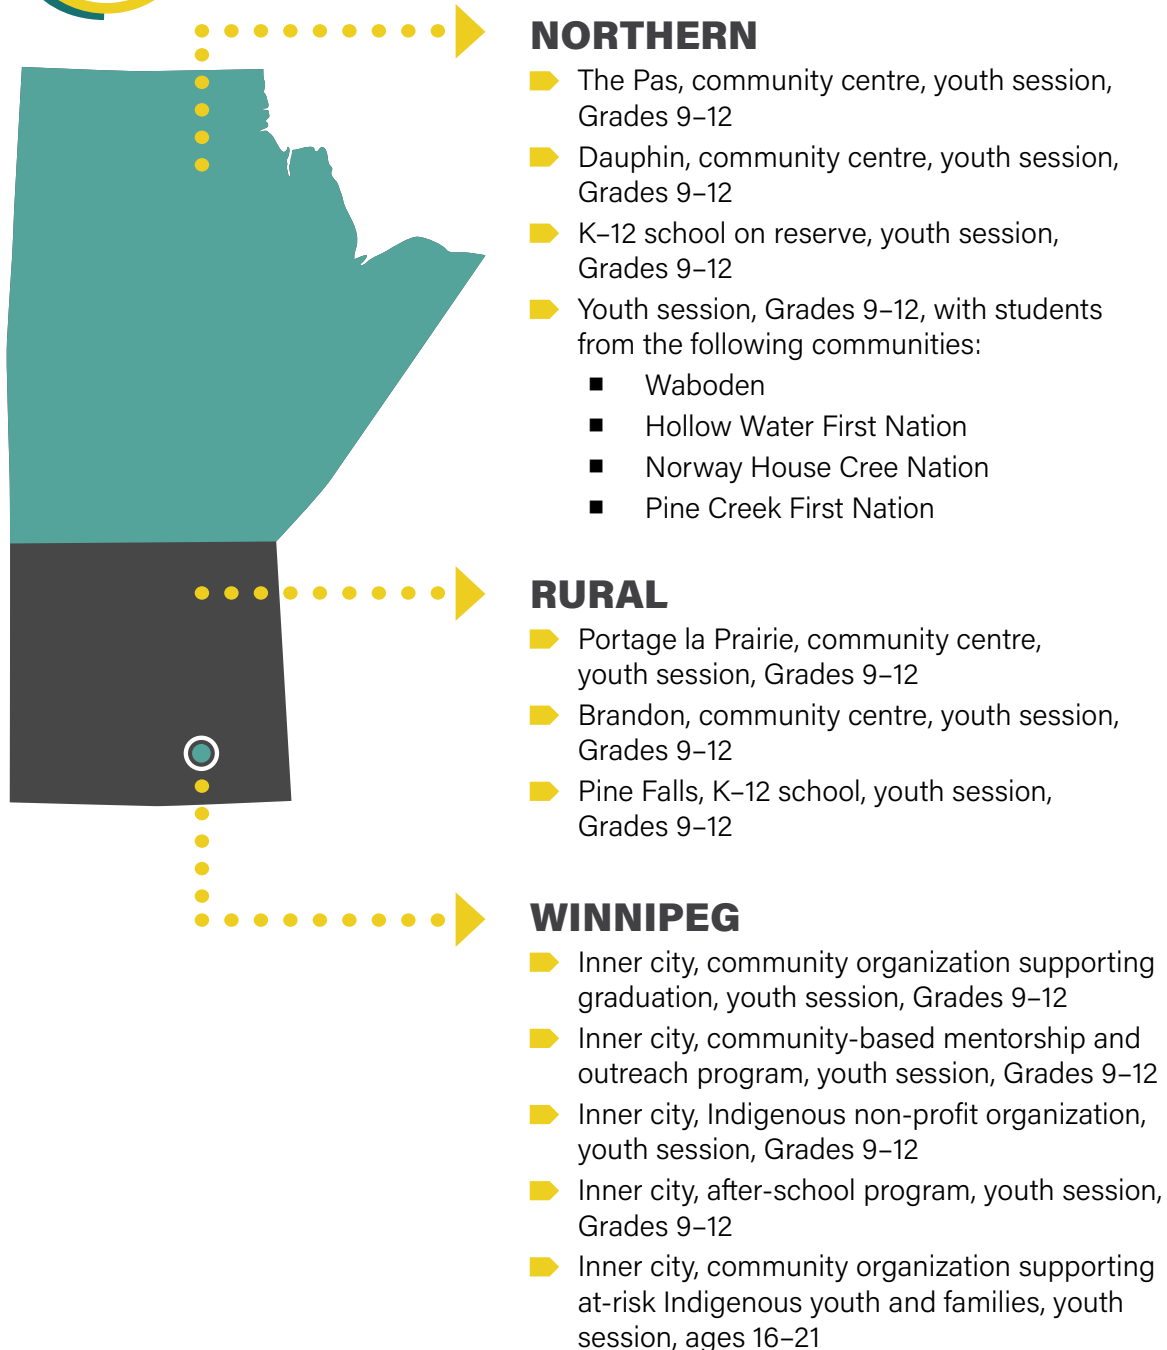 NORTHERN
The Pas, community centre, youth session,
Grades 9–12
Dauphin, community centre, youth session,
Grades 9–12
K–12 school on reserve, youth session,
Grades 9–12
Youth session, Grades 9–12, with students
from the following communities:
Waboden
Hollow Water First Nation
Norway House Cree Nation
Pine Creek First Nation
RURAL
Portage la Prairie, community centre,
youth session, Grades 9–12
Brandon, community centre, youth session,
Grades 9–12
Pine Falls, K–12 school, youth session,
Grades 9–12
WINNIPEG
Inner city, community organization supporting
graduation, youth session, Grades 9–12
Inner city, community-based mentorship and
outreach program, youth session, Grades 9–12
Inner city, Indigenous non-profit organization,
youth session, Grades 9–12
Inner city, after-school program, youth session,
Grades 9–12
Inner city, community organization supporting
at-risk Indigenous youth and families, youth
session, ages 16–21